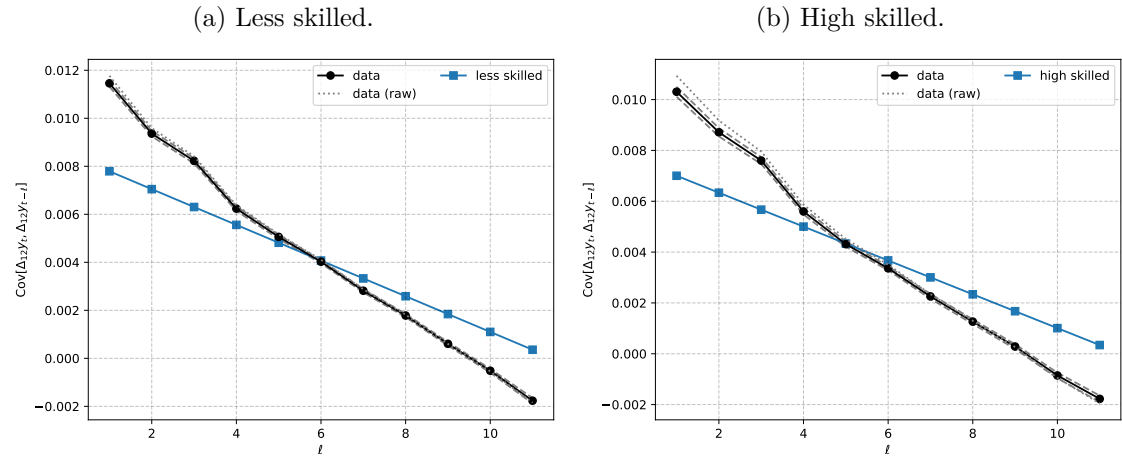 (a) Less skilled.
Cov[Δ₁₂yₜ, Δ₁₂yₜ₋ℓ]
0.012
0.010
0.008
0.006
0.004
0.002
0.000
−0.002
data
data (raw)
less skilled
2 4 6 8 10
ℓ
(b) High skilled.
Cov[Δ₁₂yₜ, Δ₁₂yₜ₋ℓ]
0.010
0.008
0.006
0.004
0.002
0.000
−0.002
data
data (raw)
high skilled
2 4 6 8 10
ℓ